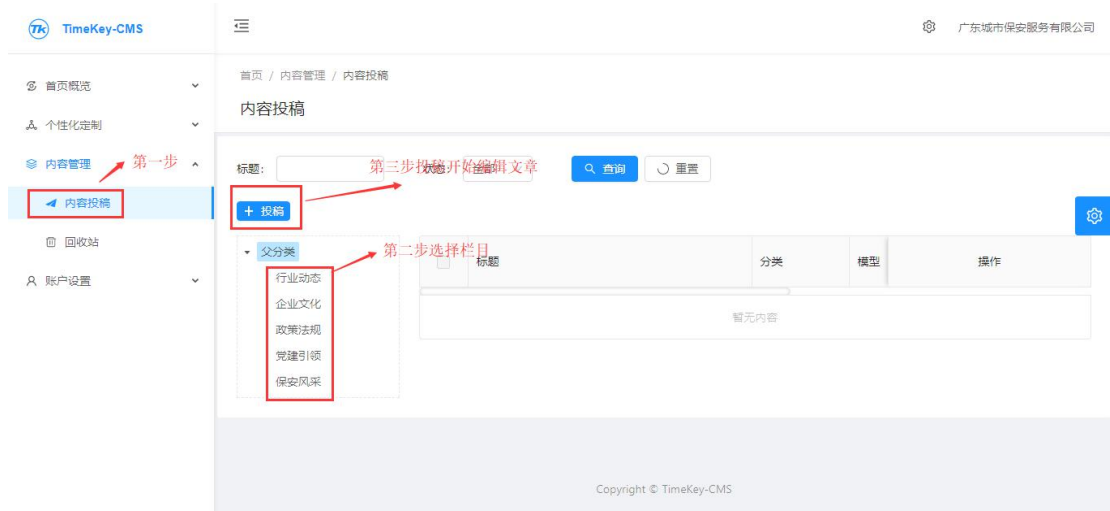 TK TimeKey-CMS
广东城市保安服务有限公司
首页概览
个性化定制
内容管理
第一步
内容投稿
回收站
账户设置
首页 / 内容管理 / 内容投稿
内容投稿
标题:
状态: 全部
第三步投稿开始编辑文章
查询
重置
+ 投稿
父分类
第二步选择栏目
行业动态
企业文化
政策法规
党建引领
保安风采
标题 分类 模型 操作
暂无内容
Copyright © TimeKey-CMS